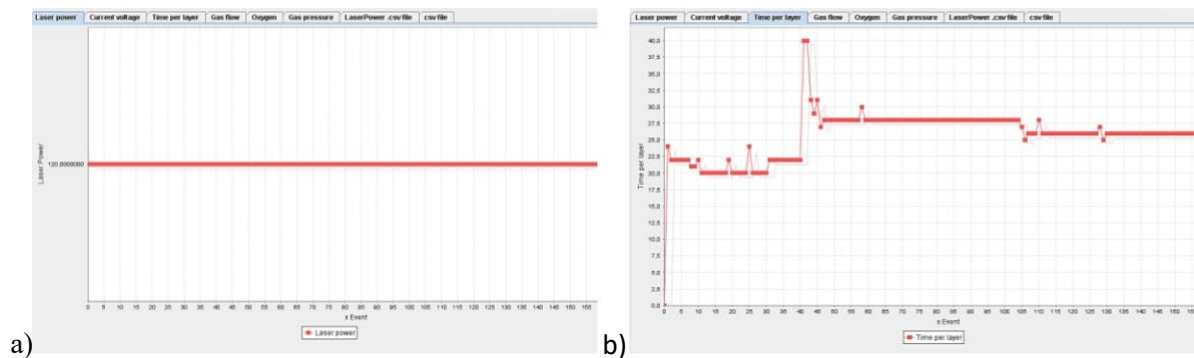 Laser power Current voltage Time per layer Gas flow Oxygen Gas pressure LaserPower .csv file csv file
Laser Power
120.0000000
0 5 10 15 20 25 30 35 40 45 50 55 60 65 70 75 80 85 90 95 100 105 110 115 120 125 130 135 140 145 150 155
x Event
Laser power
a)
Laser power Current voltage Time per layer Gas flow Oxygen Gas pressure LaserPower .csv file csv file
Time per layer
40,0
37,5
35,0
32,5
30,0
27,5
25,0
22,5
20,0
17,5
15,0
12,5
10,0
7,5
5,0
2,5
0,0
0 5 10 15 20 25 30 35 40 45 50 55 60 65 70 75 80 85 90 95 100 105 110 115 120 125 130 135 140 145 150
x Event
Time per layer
b)